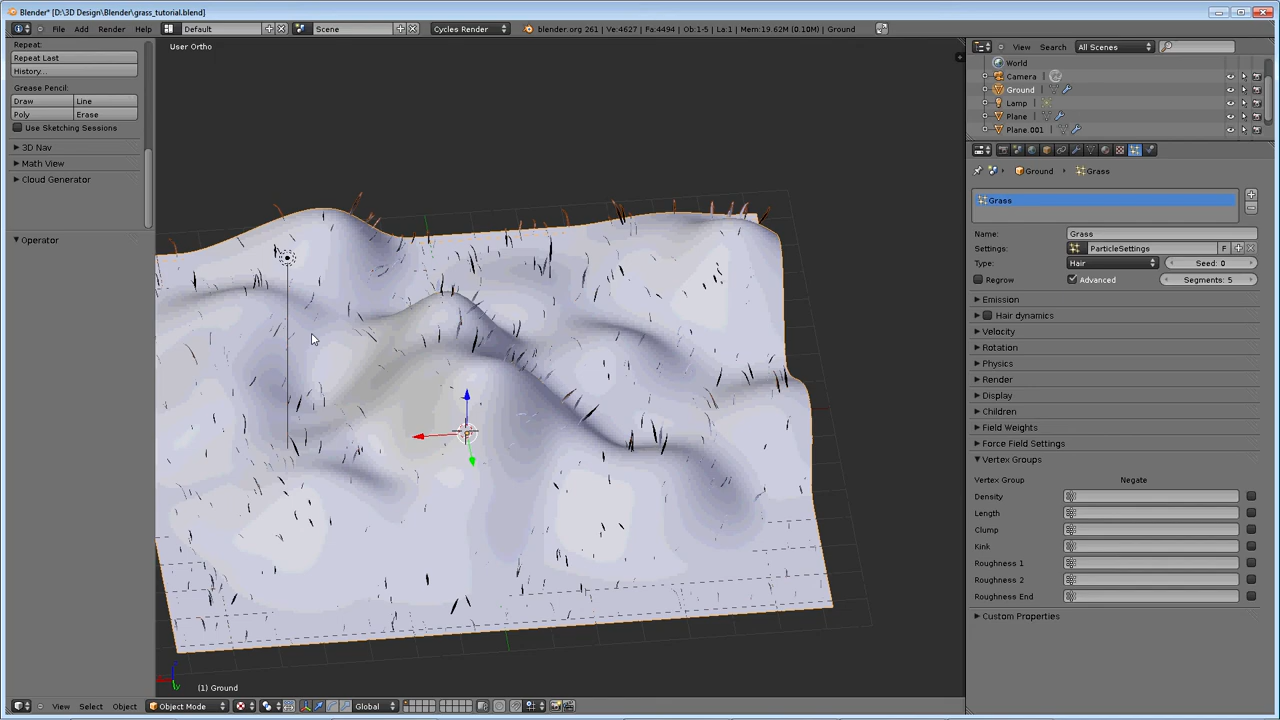 Blender* [D:\3D Design\Blender\grass_tutorial.blend]
File Add Render Help Default Scene Cycles Render blender.org 261 | Ve:4627 | Fa:4494 | Ob:1-5 | La:1 | Mem:19.62M (0.10M) | Ground
Repeat:
Repeat Last
History...
Grease Pencil:
Draw Line
Poly Erase
Use Sketching Sessions
3D Nav
Math View
Cloud Generator
Operator
User Ortho
(1) Ground
View Select Object Object Mode Global
View Search All Scenes
World
Camera
Ground
Lamp
Plane
Plane.001
Ground Grass
Grass
Name: Grass
Settings: ParticleSettings F
Type: Hair Seed: 0
Regrow Advanced Segments: 5
Emission
Hair dynamics
Velocity
Rotation
Physics
Render
Display
Children
Field Weights
Force Field Settings
Vertex Groups
Vertex Group Negate
Density
Length
Clump
Kink
Roughness 1
Roughness 2
Roughness End
Custom Properties